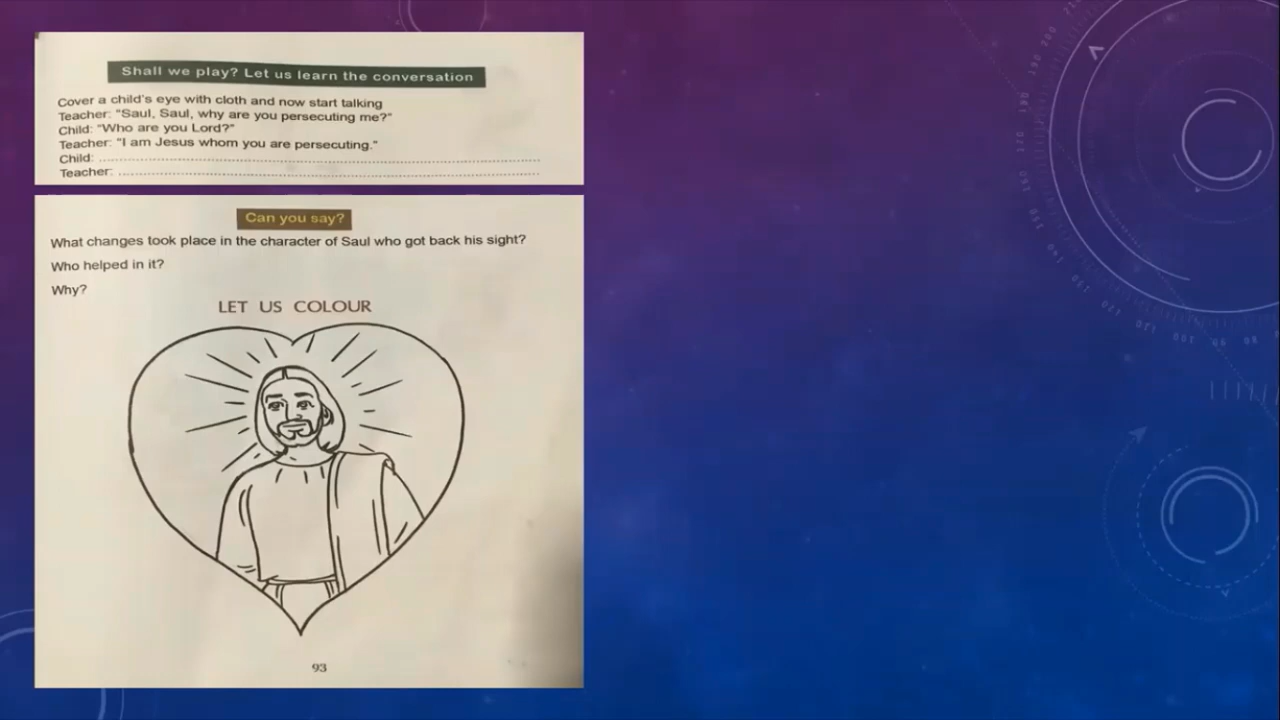 Shall we play? Let us learn the conversation
Cover a child's eye with cloth and now start talking
Teacher: "Saul, Saul, why are you persecuting me?"
Child: "Who are you Lord?"
Teacher: "I am Jesus whom you are persecuting."
Child: ................................................................
Teacher: ................................................................
Can you say?
What changes took place in the character of Saul who got back his sight?
Who helped in it?
Why?
LET US COLOUR
93